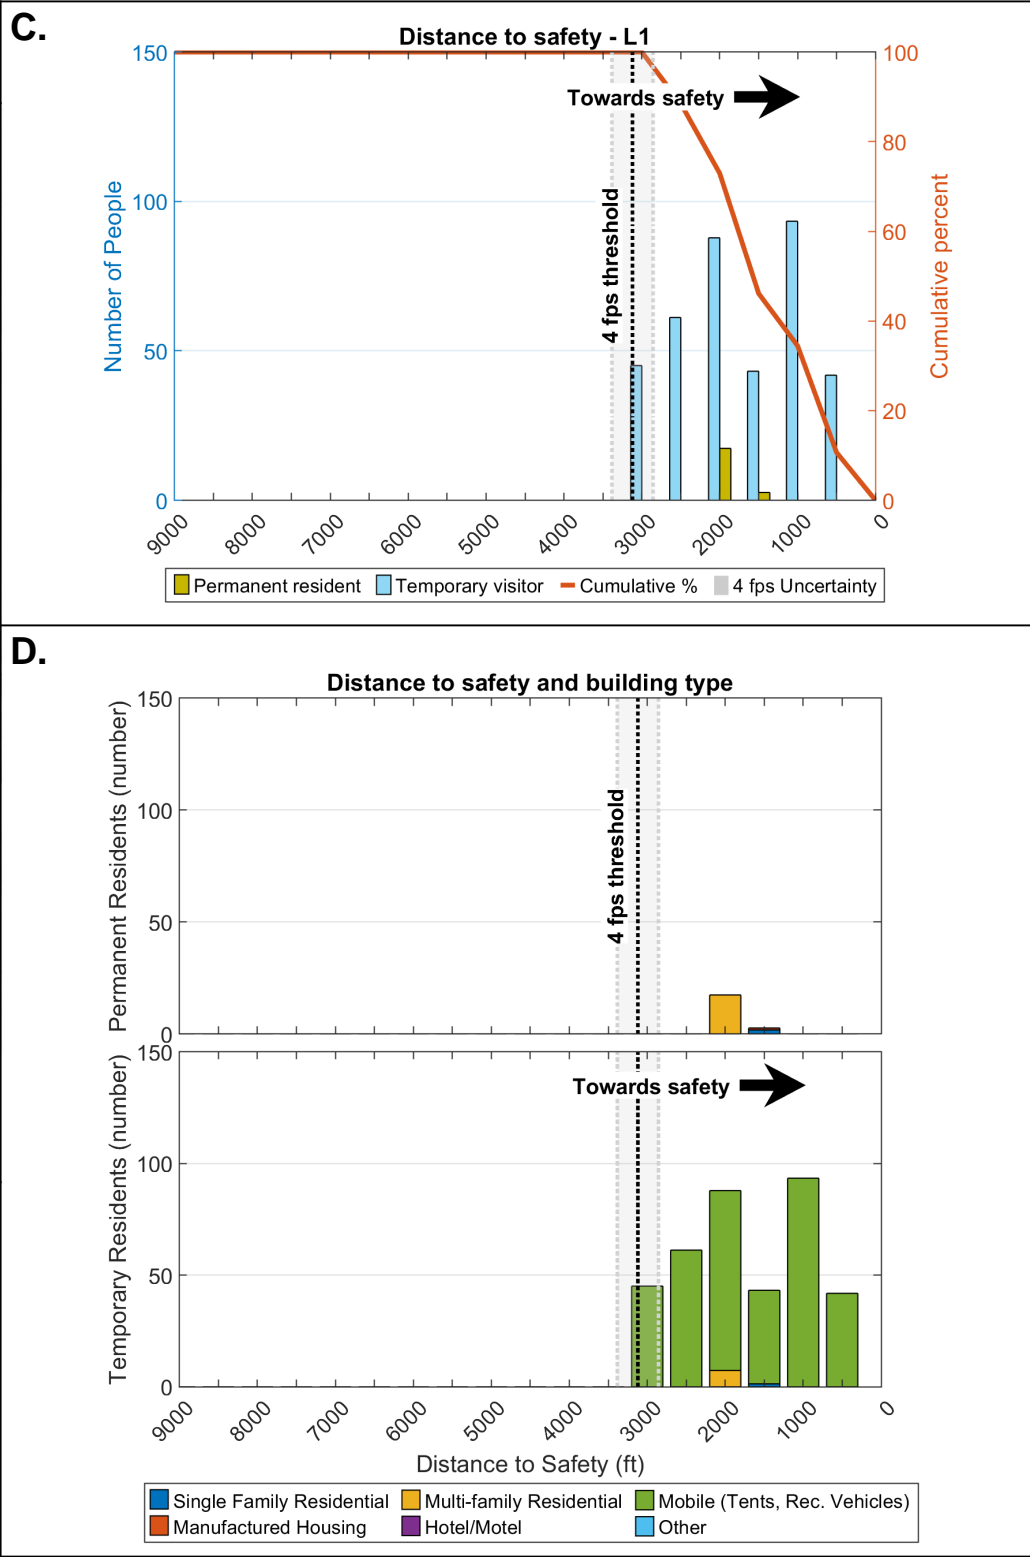 C.
Distance to safety - L1
150
100
50
0
Number of People
100
80
60
40
20
0
Cumulative percent
Towards safety
4 fps threshold
9000
8000
7000
6000
5000
4000
3000
2000
1000
0
Permanent resident
Temporary visitor
Cumulative %
4 fps Uncertainty
D.
Distance to safety and building type
150
100
50
0
Permanent Residents (number)
4 fps threshold
150
100
50
0
Temporary Residents (number)
Towards safety
9000
8000
7000
6000
5000
4000
3000
2000
1000
0
Distance to Safety (ft)
Single Family Residential
Multi-family Residential
Mobile (Tents, Rec. Vehicles)
Manufactured Housing
Hotel/Motel
Other